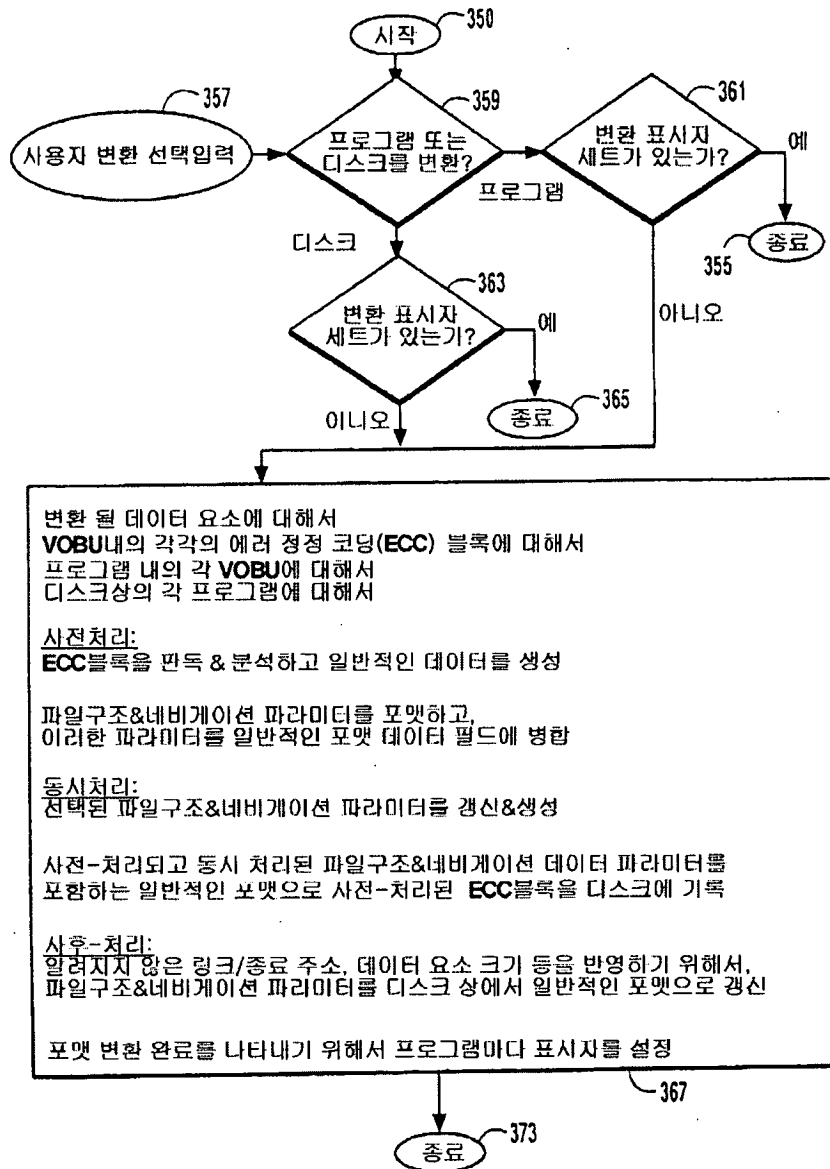 시작
350
357
사용자 변환 선택입력
359
프로그램 또는
디스크를 변환?
프로그램
361
변환 표시자
세트가 있는가?
예
종료
355
아니오
디스크
363
변환 표시자
세트가 있는기?
예
종료
365
이니오
변환 될 데이터 요소에 대해서
VOBU내의 각각의 에러 정정 코딩(ECC) 블록에 대해서
프로그램 내의 각 VOBU에 대해서
디스크상의 각 프로그램에 대해서
사전처리:
ECC블록을 판독 & 분석하고 일반적인 데이터를 생성
파일구조&네비게이션 파라미터를 포맷하고,
이러한 파라미터를 일반적인 포맷 데이터 필드에 병합
동시처리:
선택된 파일구조&네비게이션 파라미터를 갱신&생성
사전-처리되고 동시 처리된 파일구조&네비게이션 데이터 파라미터를
포함하는 일반적인 포맷으로 사전-처리된 ECC블록을 디스크에 기록
사후-처리:
알려지지 않은 링크/종료 주소, 데이터 요소 크기 등을 반영하기 위해서,
파일구조&네비게이션 파리미터를 디스크 상에서 일반적인 포맷으로 갱신
포맷 변환 완료를 나타내기 위해서 프로그램마다 표시자를 설정
367
종료
373